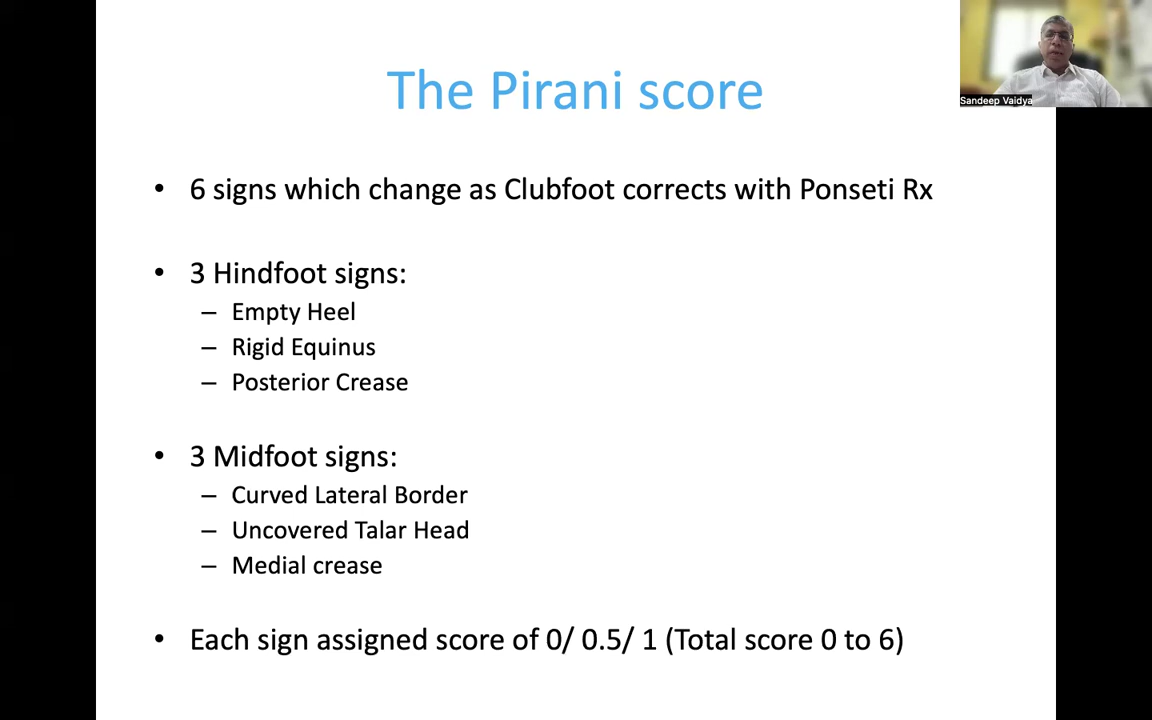 The Pirani score
Sandeep Vaidya
• 6 signs which change as Clubfoot corrects with Ponseti Rx
• 3 Hindfoot signs:
– Empty Heel
– Rigid Equinus
– Posterior Crease
• 3 Midfoot signs:
– Curved Lateral Border
– Uncovered Talar Head
– Medial crease
• Each sign assigned score of 0/ 0.5/ 1 (Total score 0 to 6)